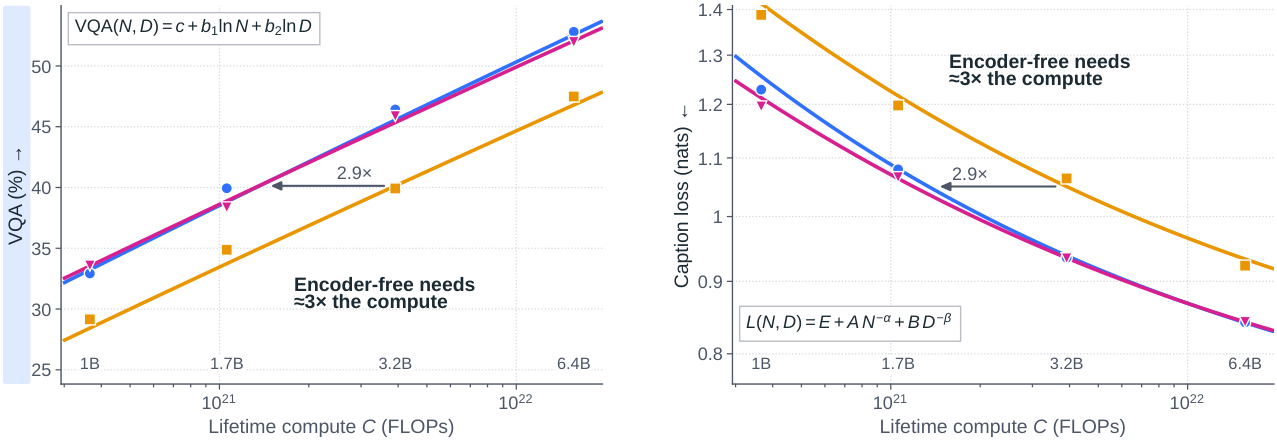 VQA(N, D) = c + b₁ln N + b₂ln D
50
45
40
35
30
25
VQA (%) →
2.9×
Encoder-free needs
≈3× the compute
1B 1.7B 3.2B 6.4B
10²¹ 10²²
Lifetime compute C (FLOPs)
1.4
1.3
1.2
1.1
1
0.9
0.8
Caption loss (nats) ←
Encoder-free needs
≈3× the compute
2.9×
L(N, D) = E + A N⁻ᵅ + B D⁻ᵝ
1B 1.7B 3.2B 6.4B
10²¹ 10²²
Lifetime compute C (FLOPs)